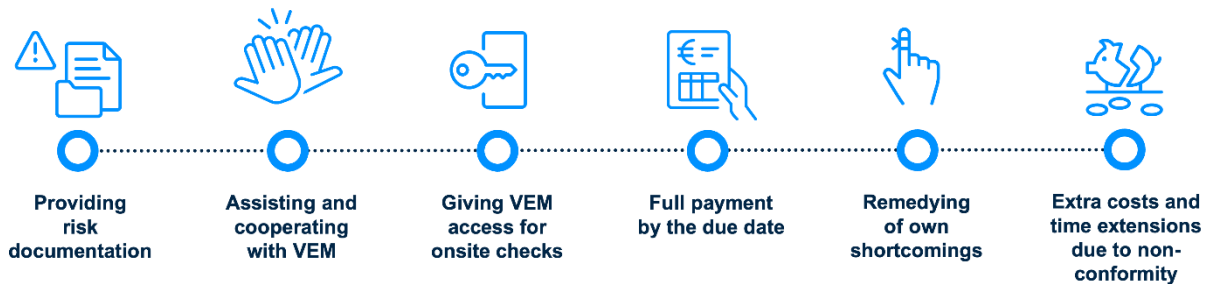 Providing
risk
documentation
Assisting and
cooperating
with VEM
Giving VEM
access for
onsite checks
Full payment
by the due date
Remedying
of own
shortcomings
Extra costs and
time extensions
due to non-
conformity